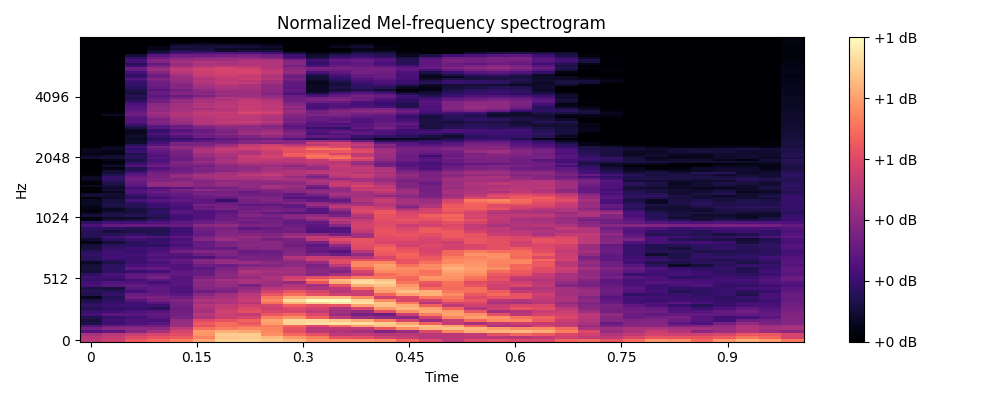 Normalized Mel-frequency spectrogram
+1 dB
+1 dB
+1 dB
+0 dB
+0 dB
+0 dB
4096
2048
1024
512
0
Hz
0
0.15
0.3
0.45
0.6
0.75
0.9
Time